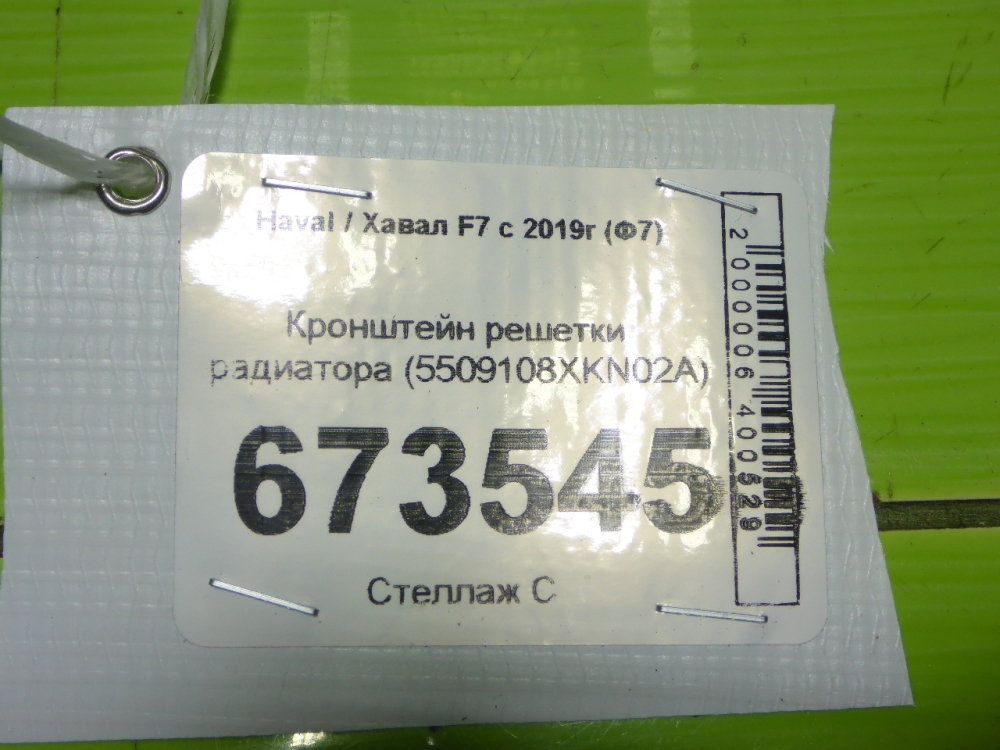 Haval / Хавал F7 с 2019г (Ф7)
Кронштейн решетки
радиатора (5509108XKN02A)
673545
Стеллаж С
2000006400529